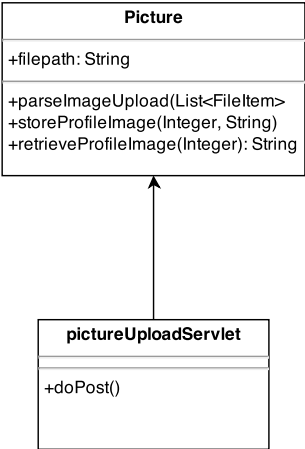 Picture
+filepath: String
+parseImageUpload(List<FileItem>
+storeProfileImage(Integer, String)
+retrieveProfileImage(Integer): String
pictureUploadServlet
+doPost()